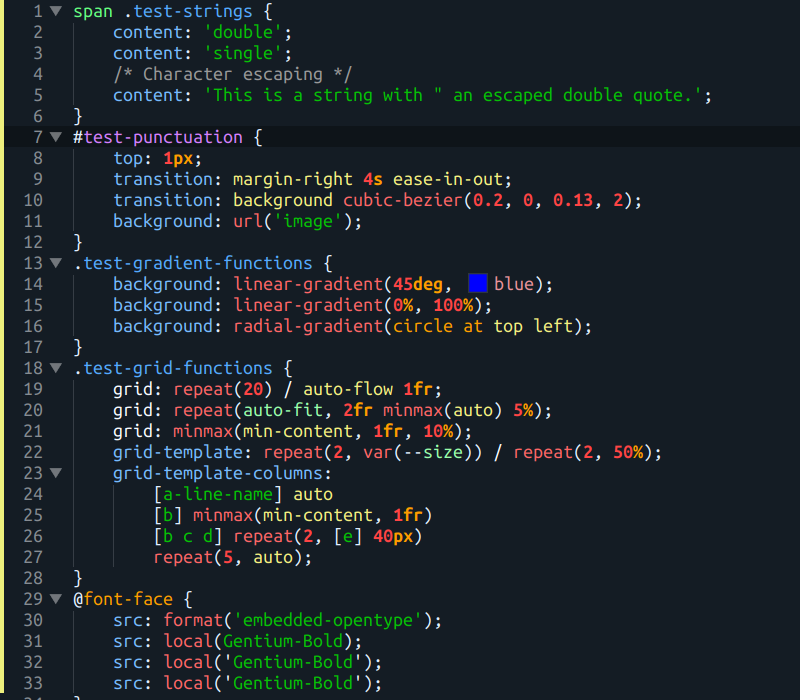 1 span .test-strings {
2 content: 'double';
3 content: 'single';
4 /* Character escaping */
5 content: 'This is a string with " an escaped double quote.';
6 }
7 #test-punctuation {
8 top: 1px;
9 transition: margin-right 4s ease-in-out;
10 transition: background cubic-bezier(0.2, 0, 0.13, 2);
11 background: url('image');
12 }
13 .test-gradient-functions {
14 background: linear-gradient(45deg, blue);
15 background: linear-gradient(0%, 100%);
16 background: radial-gradient(circle at top left);
17 }
18 .test-grid-functions {
19 grid: repeat(20) / auto-flow 1fr;
20 grid: repeat(auto-fit, 2fr minmax(auto) 5%);
21 grid: minmax(min-content, 1fr, 10%);
22 grid-template: repeat(2, var(--size)) / repeat(2, 50%);
23 grid-template-columns:
24 [a-line-name] auto
25 [b] minmax(min-content, 1fr)
26 [b c d] repeat(2, [e] 40px)
27 repeat(5, auto);
28 }
29 @font-face {
30 src: format('embedded-opentype');
31 src: local(Gentium-Bold);
32 src: local('Gentium-Bold');
33 src: local('Gentium-Bold');